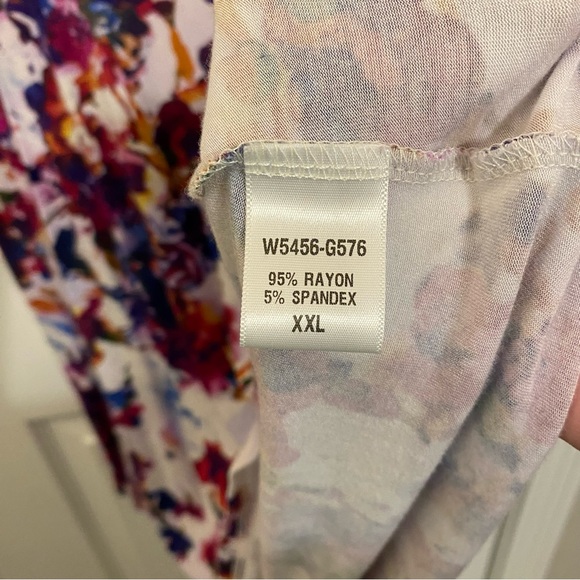 W5456-G576
95% RAYON
5% SPANDEX
XXL